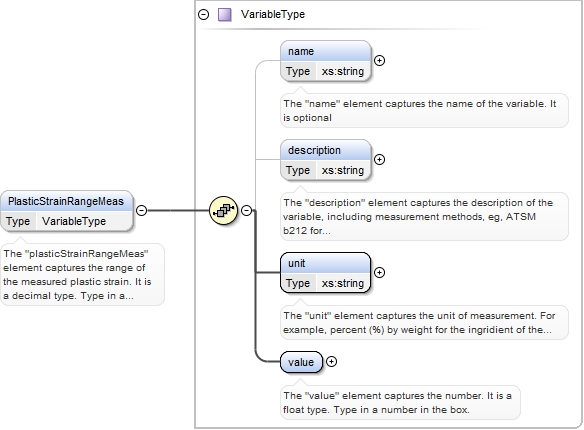 VariableType
name
Type xs:string
The "name" element captures the name of the variable. It
is optional
description
Type xs:string
The "description" element captures the description of the
variable, including measurement methods, eg, ATSM
b212 for...
PlasticStrainRangeMeas
Type VariableType
The "plasticStrainRangeMeas"
element captures the range of
the measured plastic strain. It is
a decimal type. Type in a...
unit
Type xs:string
The "unit" element captures the unit of measurement. For
example, percent (%) by weight for the ingridient of the...
value
The "value" element captures the number. It is a
float type. Type in a number in the box.